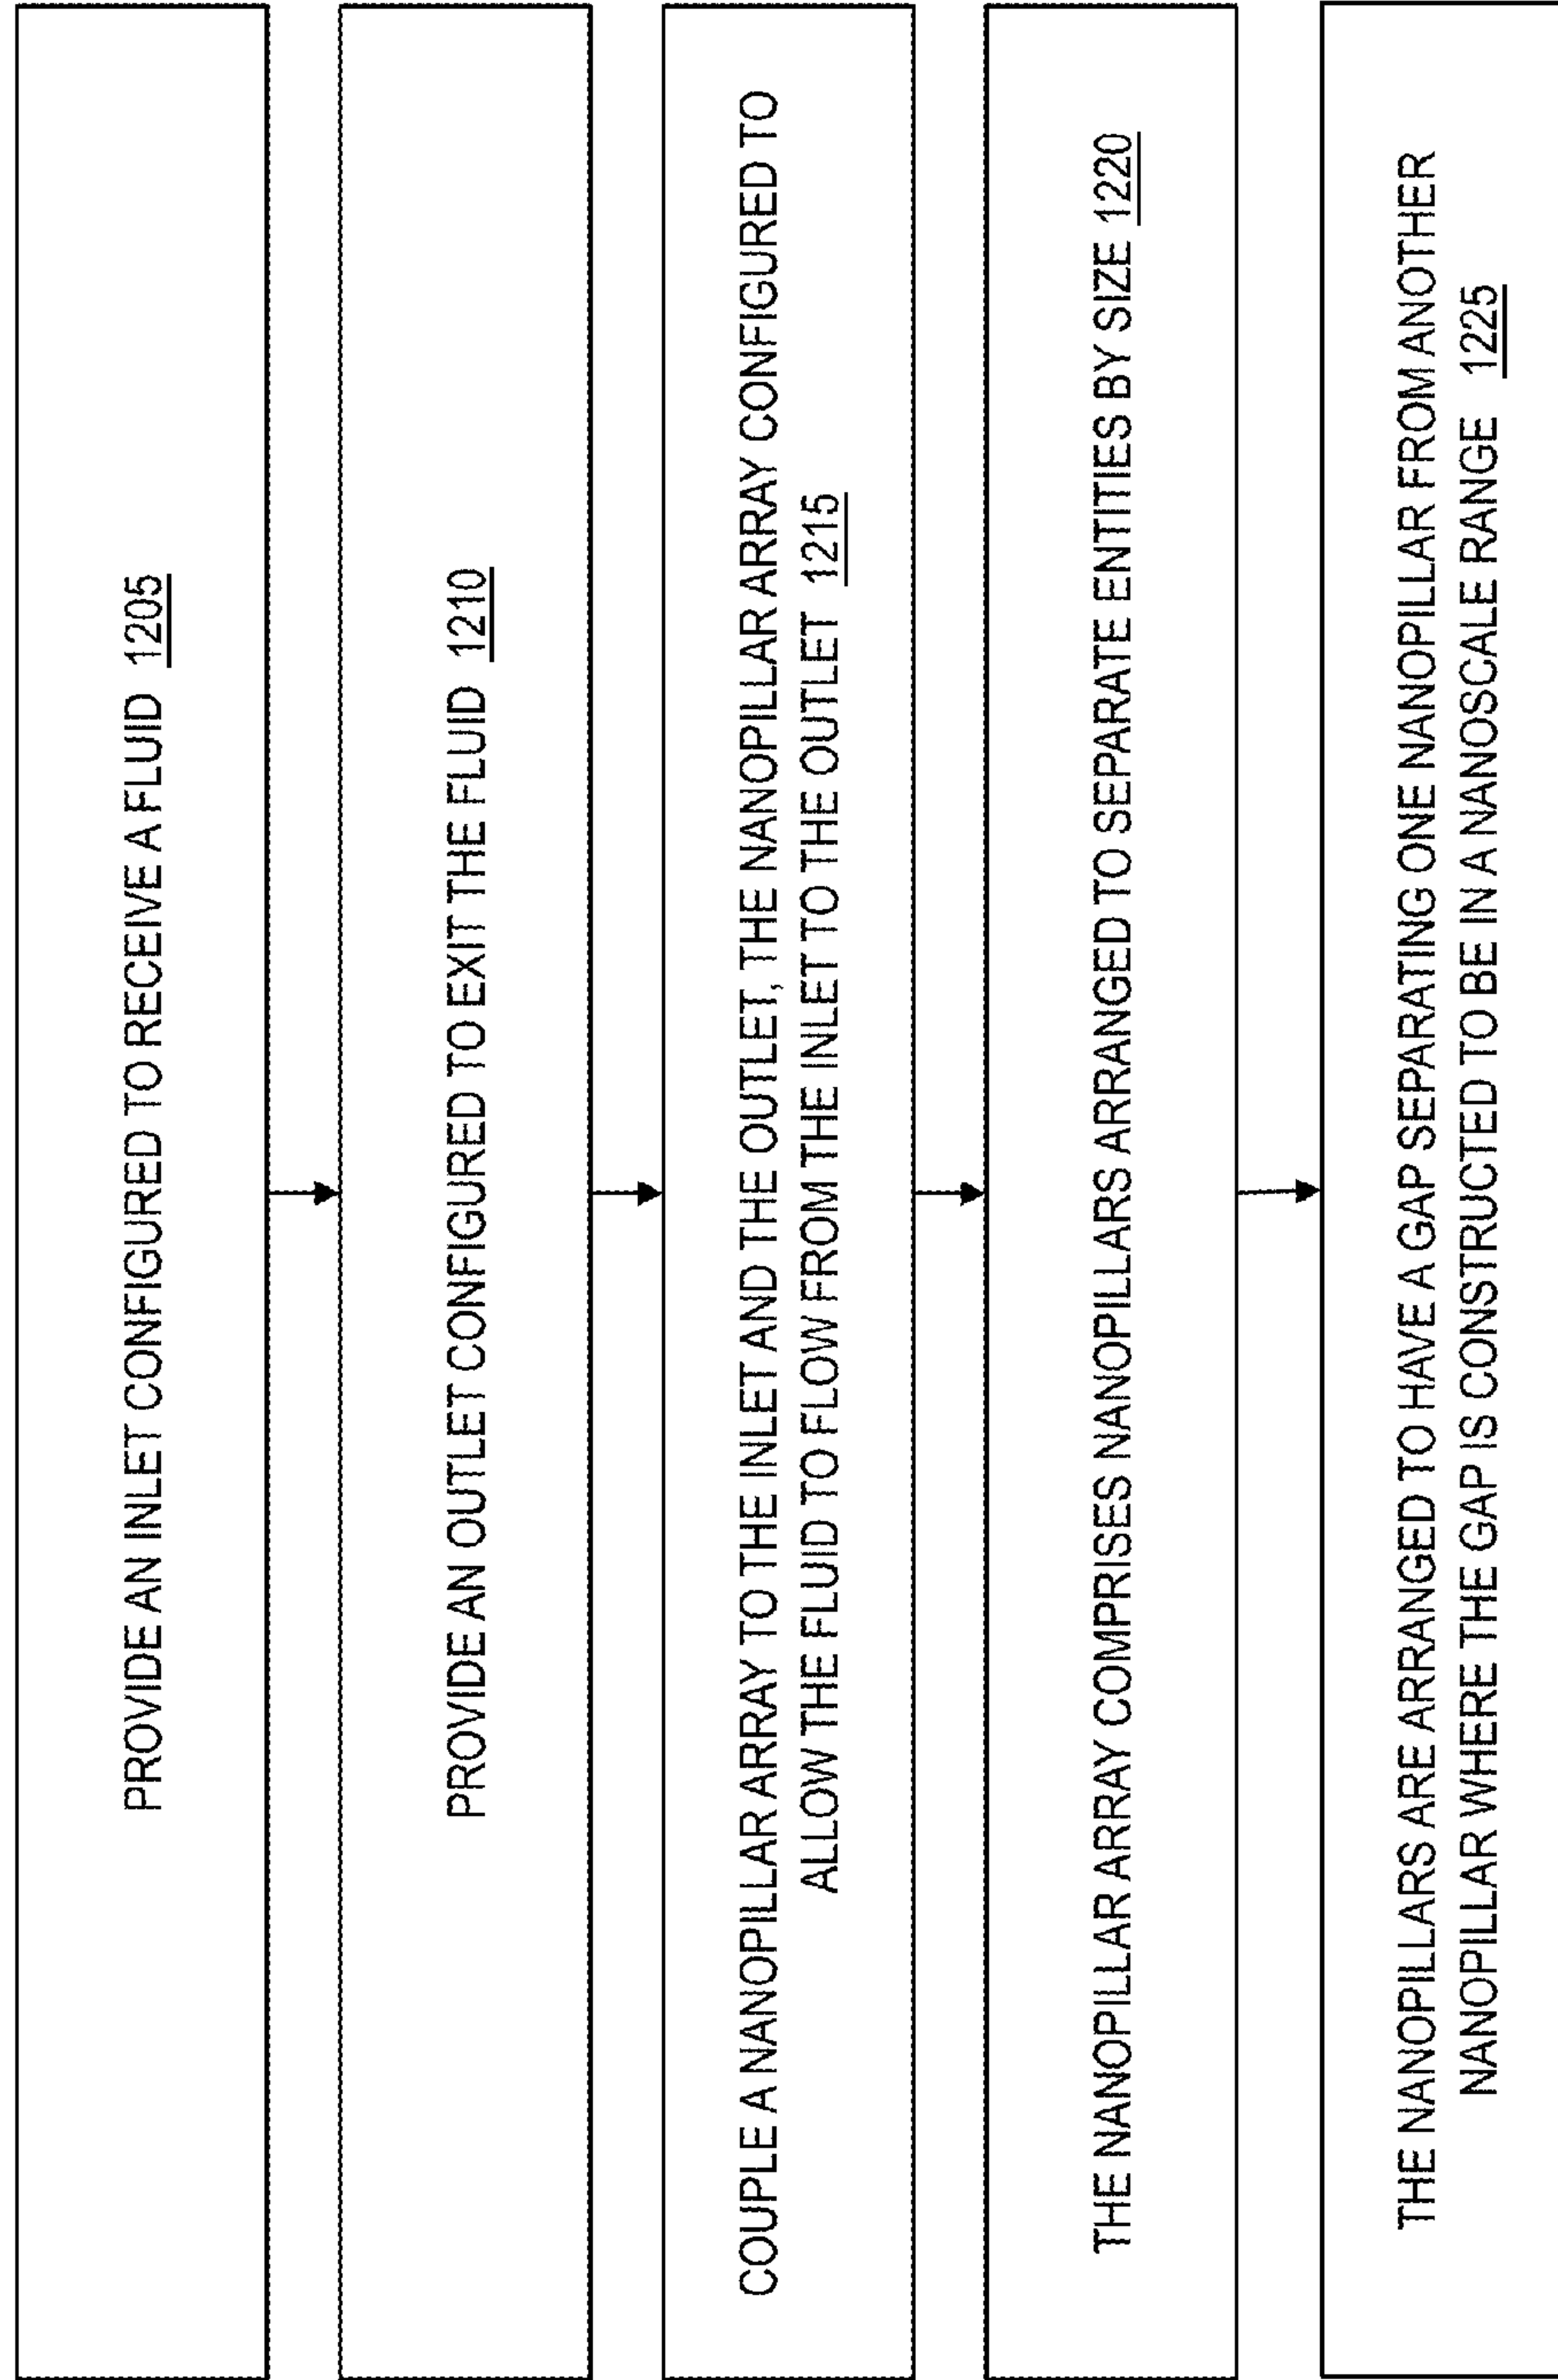 PROVIDE AN INLET CONFIGURED TO RECEIVE A FLUID 1205
PROVIDE AN OUTLET CONFIGURED TO EXIT THE FLUID 1210
COUPLE A NANOPILLAR ARRAY TO THE INLET AND THE OUTLET, THE NANOPILLAR ARRAY CONFIGURED TO
ALLOW THE FLUID TO FLOW FROM THE INLET TO THE OUTLET 1215
THE NANOPILLAR ARRAY COMPRISES NANOPILLARS ARRANGED TO SEPARATE ENTITIES BY SIZE 1220
THE NANOPILLARS ARE ARRANGED TO HAVE A GAP SEPARATING ONE NANOPILLAR FROM ANOTHER
NANOPILLAR WHERE THE GAP IS CONSTRUCTED TO BE IN A NANOSCALE RANGE 1225